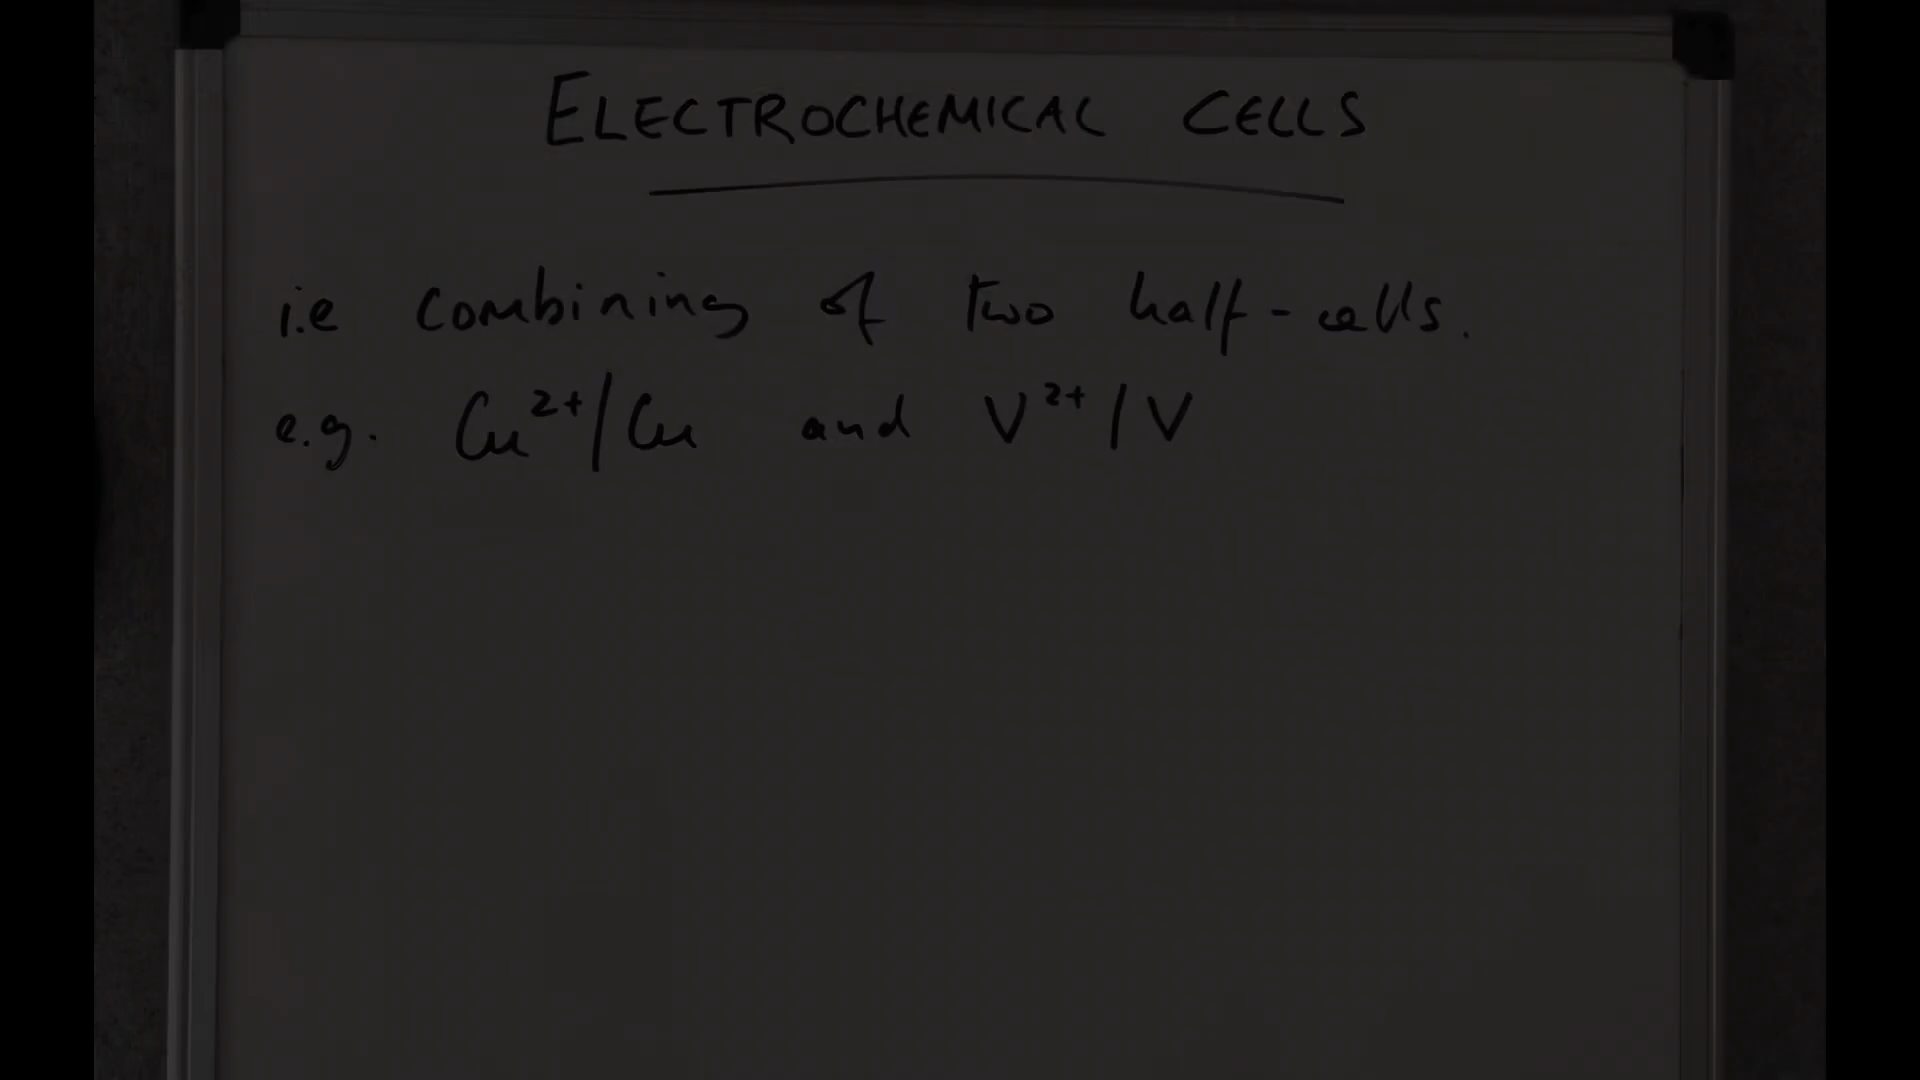 ELECTROCHEMICAL CELLS
i.e combining of two half-cells.
e.g. Cu²⁺/Cu and V²⁺/V